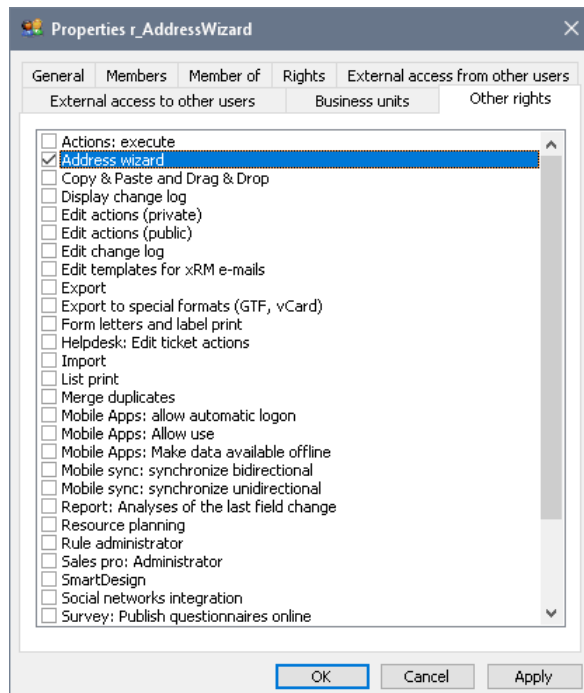 Properties r_AddressWizard
General Members Member of Rights External access from other users
External access to other users Business units Other rights
Actions: execute
Address wizard
Copy & Paste and Drag & Drop
Display change log
Edit actions (private)
Edit actions (public)
Edit change log
Edit templates for xRM e-mails
Export
Export to special formats (GTF, vCard)
Form letters and label print
Helpdesk: Edit ticket actions
Import
List print
Merge duplicates
Mobile Apps: allow automatic logon
Mobile Apps: Allow use
Mobile Apps: Make data available offline
Mobile sync: synchronize bidirectional
Mobile sync: synchronize unidirectional
Report: Analyses of the last field change
Resource planning
Rule administrator
Sales pro: Administrator
SmartDesign
Social networks integration
Survey: Publish questionnaires online
OK Cancel Apply